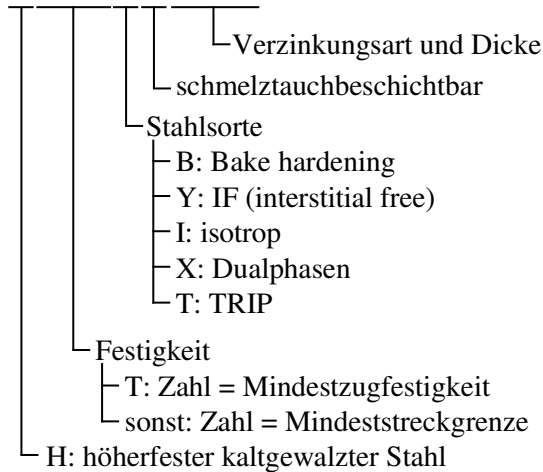 Verzinkungsart und Dicke
schmelztauchbeschichtbar
Stahlsorte
B: Bake hardening
Y: IF (interstitial free)
I: isotrop
X: Dualphasen
T: TRIP
Festigkeit
T: Zahl = Mindestzugfestigkeit
sonst: Zahl = Mindeststreckgrenze
H: höherfester kaltgewalzter Stahl